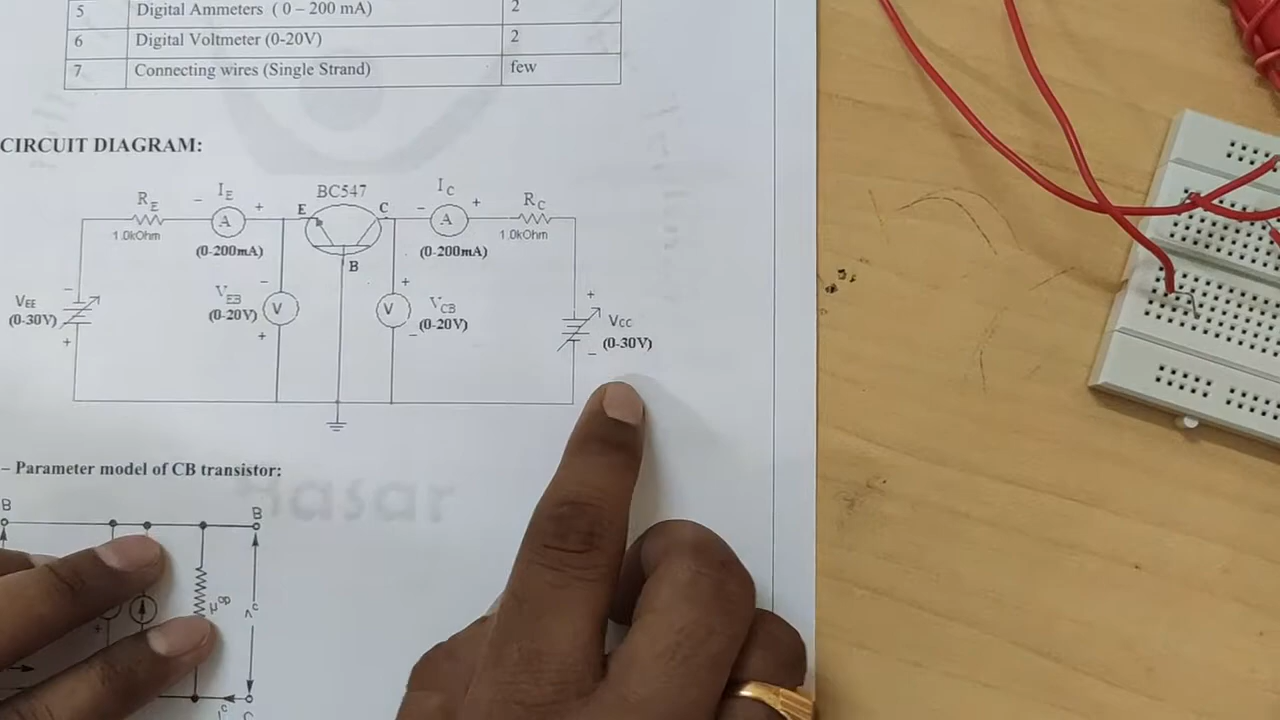 5 Digital Ammeters ( 0 – 200 mA) 2
6 Digital Voltmeter (0-20V) 2
7 Connecting wires (Single Strand) few
CIRCUIT DIAGRAM:
BC547
RE
- IE +
E
C
- IC +
RC
A
A
1.0kOhm
(0-200mA)
B
(0-200mA)
1.0kOhm
-
VEE
(0-30V)
+
-
VEB
(0-20V)
V
+
+
V
VCB
(0-20V)
-
+
VCC
(0-30V)
-
– Parameter model of CB transistor:
Basar
B
B
+